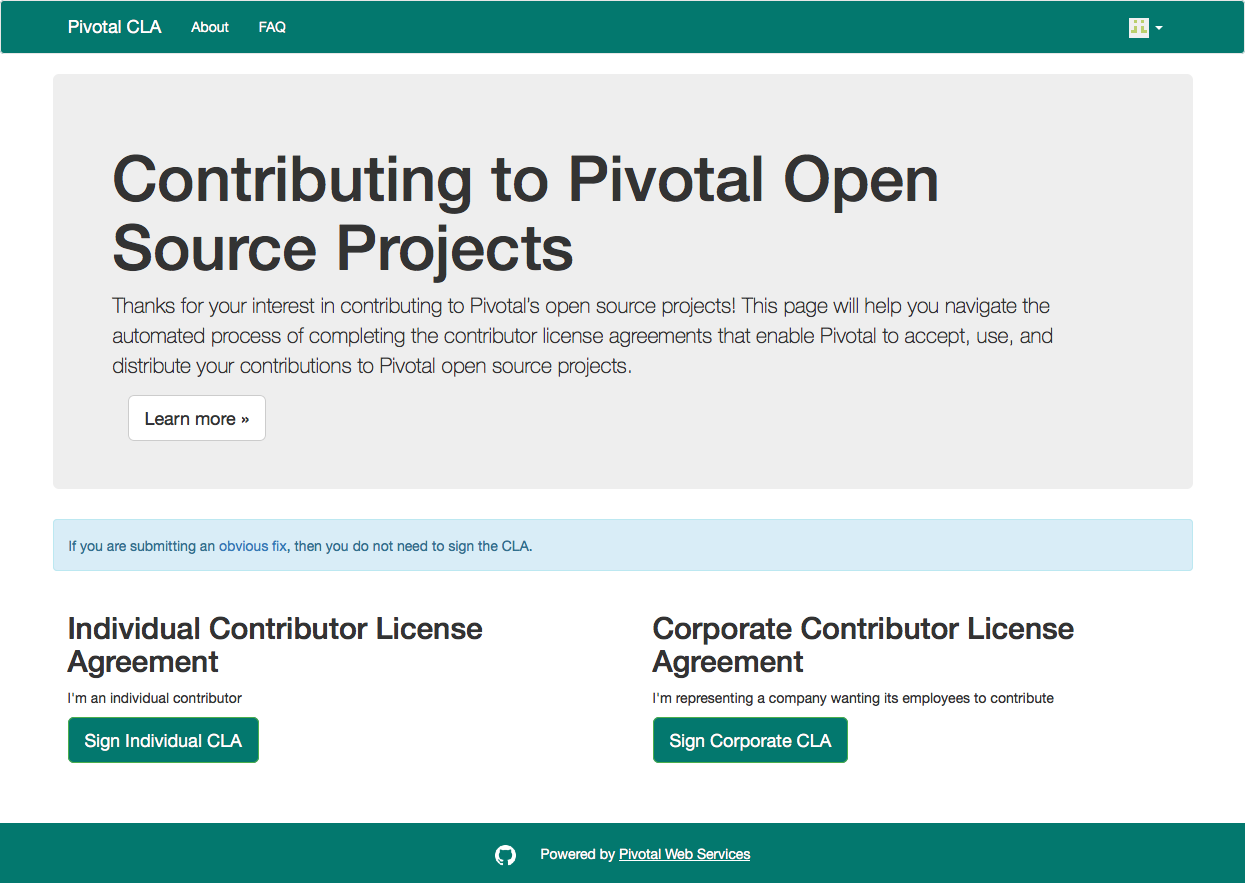 Pivotal CLA About FAQ
Contributing to Pivotal Open
Source Projects
Thanks for your interest in contributing to Pivotal's open source projects! This page will help you navigate the
automated process of completing the contributor license agreements that enable Pivotal to accept, use, and
distribute your contributions to Pivotal open source projects.
Learn more »
If you are submitting an obvious fix, then you do not need to sign the CLA.
Individual Contributor License
Agreement
I'm an individual contributor
Sign Individual CLA
Corporate Contributor License
Agreement
I'm representing a company wanting its employees to contribute
Sign Corporate CLA
Powered by Pivotal Web Services